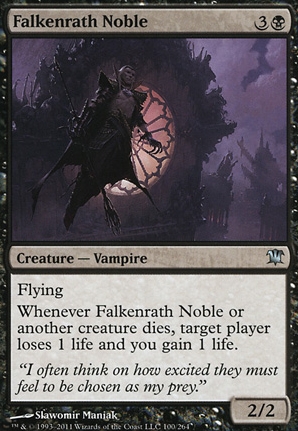 Falkenrath Noble 3
Creature — Vampire
Flying
Whenever Falkenrath Noble or
another creature dies, target player
loses 1 life and you gain 1 life.
“I often think on how excited they must
feel to be chosen as my prey.”
2/2
Slawomir Maniak
™ & © 1993-2011 Wizards of the Coast LLC 100/264